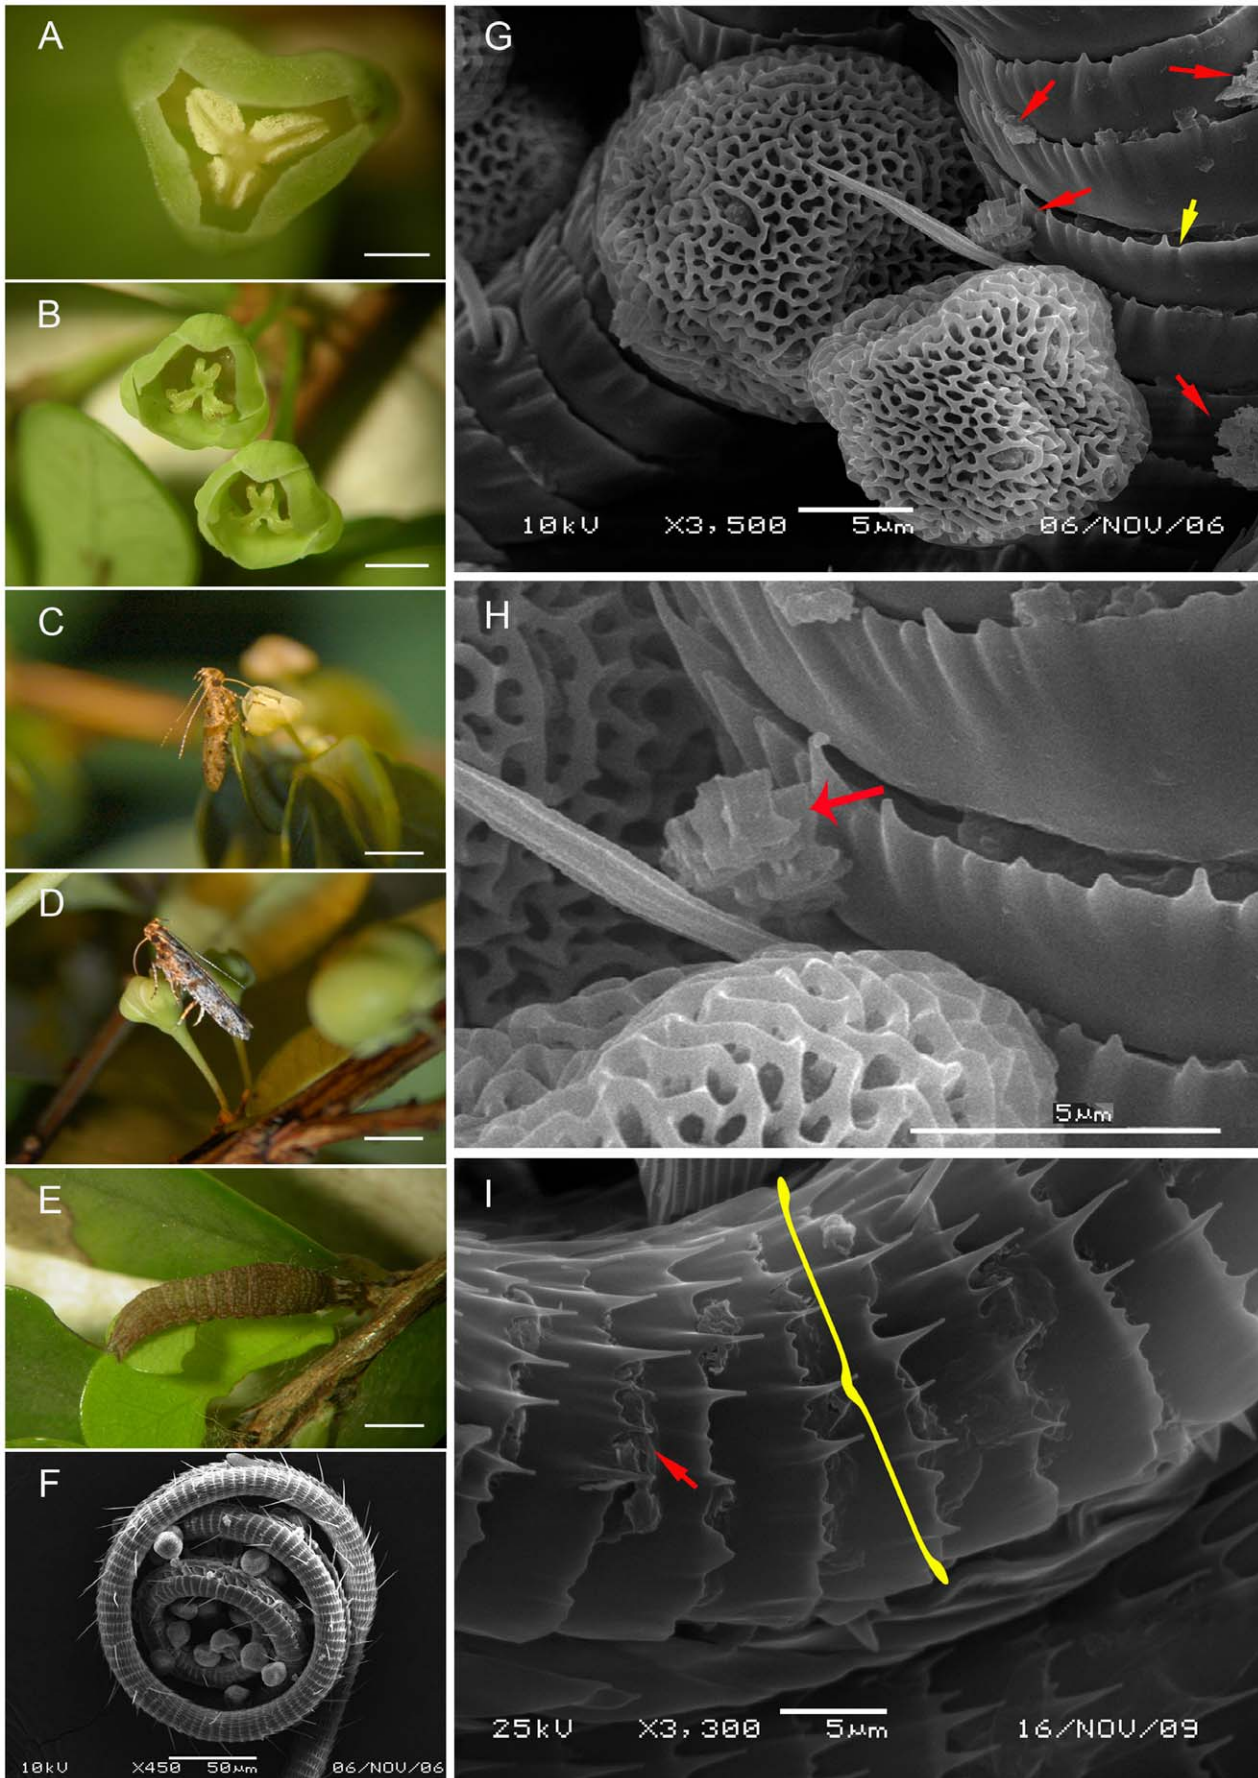 A
B
C
D
E
F
10kV X450 50μm 06/NOV/06
G
10kV X3,500 5μm 06/NOV/06
H
5μm
I
25kV X3,300 5μm 16/NOV/09